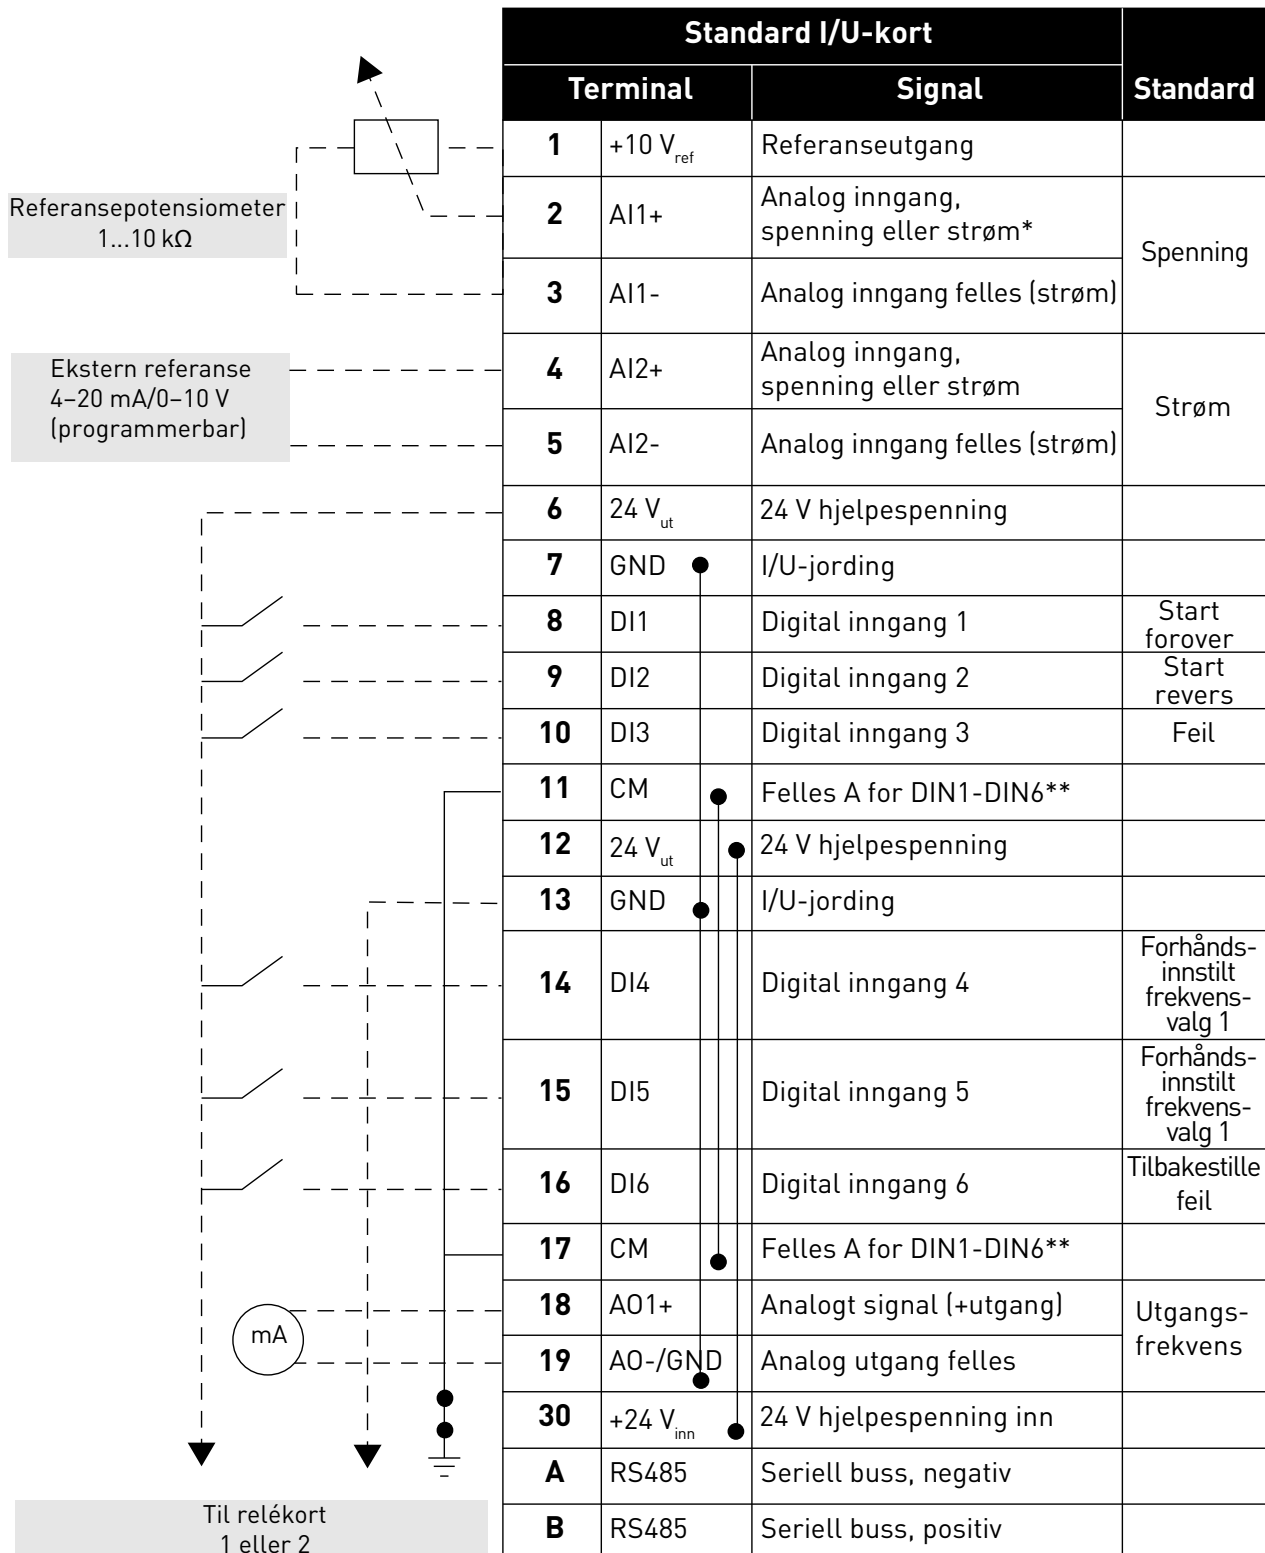 Standard I/U-kort
Terminal Signal Standard
1 +10 Vref Referanseutgang
Referansepotensiometer
1...10 kΩ
2 AI1+ Analog inngang,
spenning eller strøm*
Spenning
3 AI1- Analog inngang felles (strøm)
Ekstern referanse
4–20 mA/0–10 V
(programmerbar)
4 AI2+ Analog inngang,
spenning eller strøm
Strøm
5 AI2- Analog inngang felles (strøm)
6 24 Vut 24 V hjelpespenning
7 GND I/U-jording
8 DI1 Digital inngang 1 Start
forover
9 DI2 Digital inngang 2 Start
revers
10 DI3 Digital inngang 3 Feil
11 CM Felles A for DIN1-DIN6**
12 24 Vut 24 V hjelpespenning
13 GND I/U-jording
14 DI4 Digital inngang 4
Forhånds-
innstilt
frekvens-
valg 1
15 DI5 Digital inngang 5
Forhånds-
innstilt
frekvens-
valg 1
16 DI6 Digital inngang 6
Tilbakestille
feil
17 CM Felles A for DIN1-DIN6**
mA
18 AO1+ Analogt signal (+utgang)
Utgangs-
frekvens
19 AO-/GND Analog utgang felles
30 +24 Vinn 24 V hjelpespenning inn
A RS485 Seriell buss, negativ
B RS485 Seriell buss, positiv
Til relékort
1 eller 2